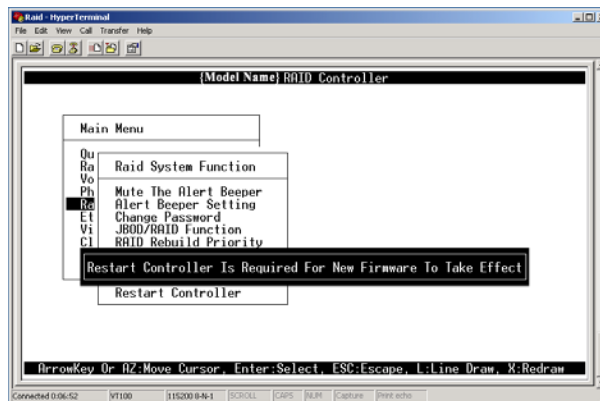 Raid - HyperTerminal
File Edit View Call Transfer Help
{Model Name} RAID Controller
Main Menu
Qu
Ra
Vo
Ph
Ra
Et
Vi
Cl
Raid System Function
Mute The Alert Beeper
Alert Beeper Setting
Change Password
JBOD/RAID Function
RAID Rebuild Priority
Restart Controller Is Required For New Firmware To Take Effect
Restart Controller
ArrowKey Or AZ:Move Cursor, Enter:Select, ESC:Escape, L:Line Draw, X:Redraw
Connected 0:06:52 VT100 115200 8-N-1 SCROLL CAPS NUM Capture Print echo